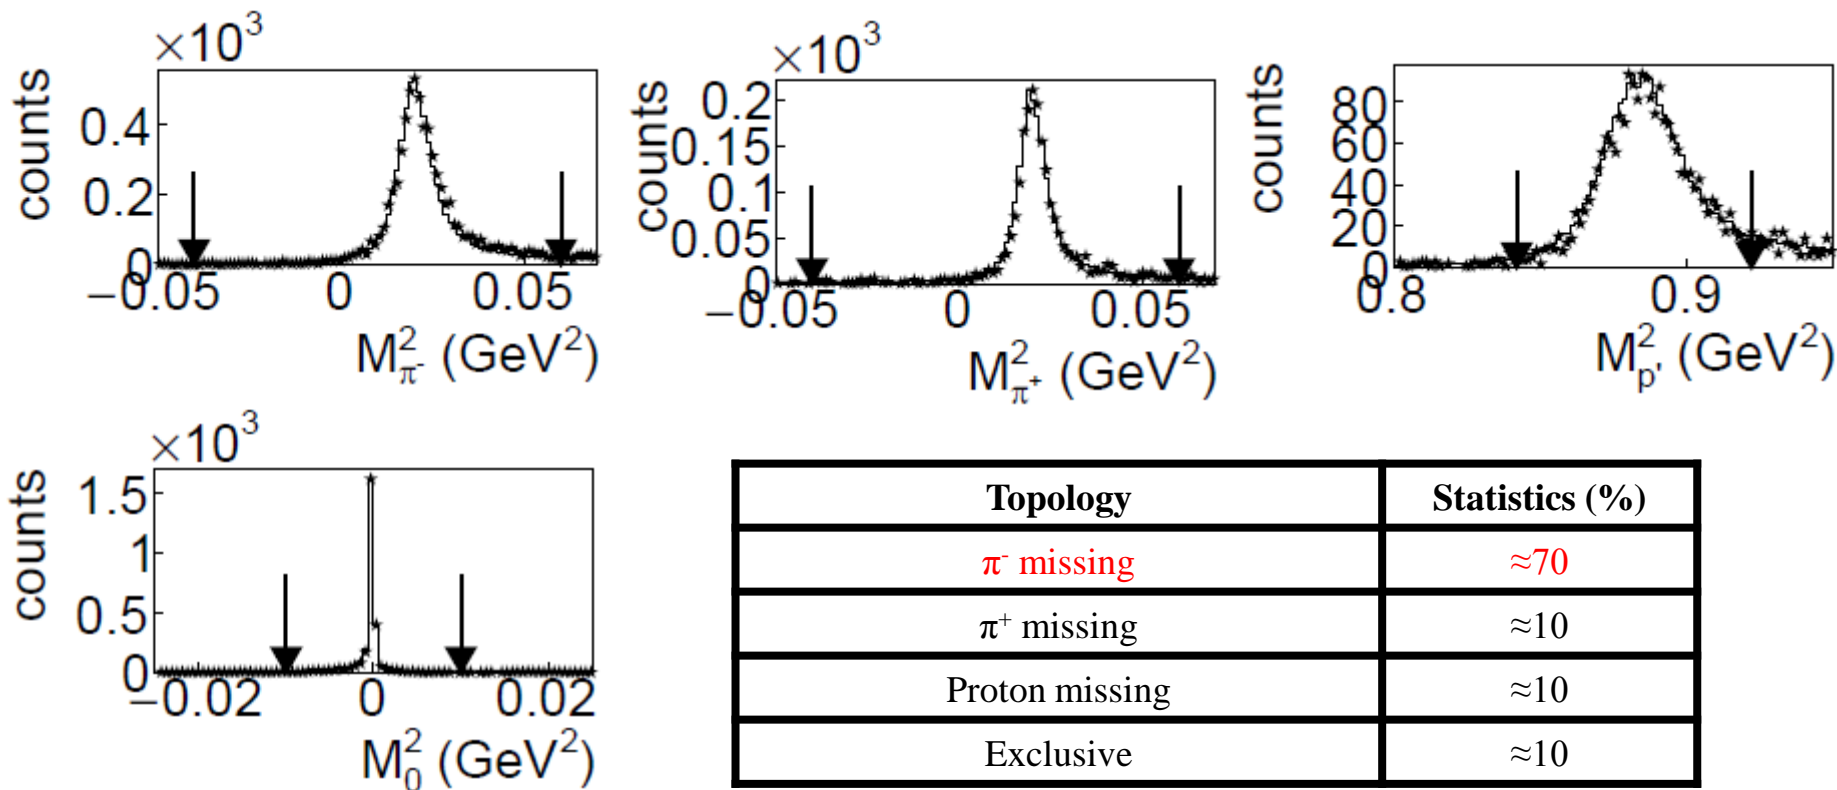 ×10³
counts
0.4
0.2
0
−0.05 0 0.05
M²π⁻ (GeV²)
×10³
counts
0.2
0.15
0.1
0.05
0
−0.05 0 0.05
M²π⁺ (GeV²)
counts
80
60
40
20
0
0.8 0.9
M²p' (GeV²)
×10³
counts
1.5
1
0.5
0
−0.02 0 0.02
M²₀ (GeV²)
Topology Statistics (%)
π⁻ missing ≈70
π⁺ missing ≈10
Proton missing ≈10
Exclusive ≈10